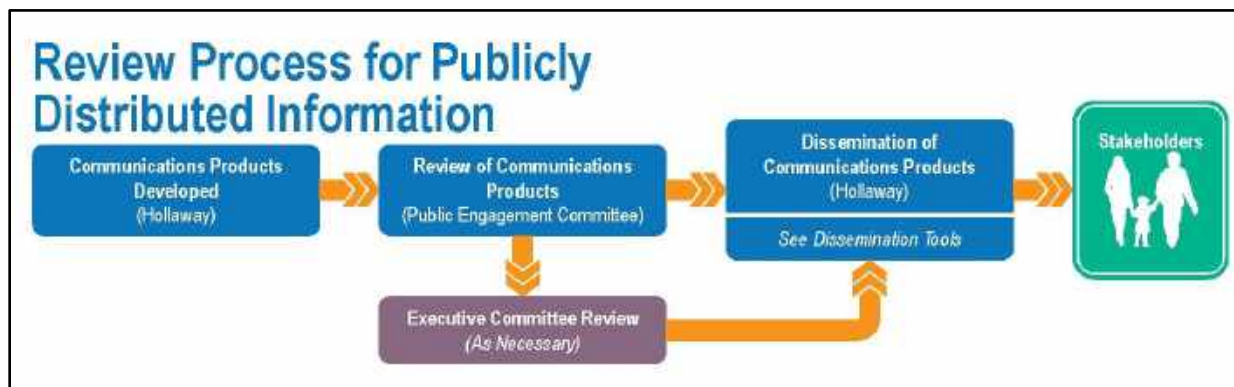 Review Process for Publicly
Distributed Information
Communications Products
Developed
(Hollaway)
Review of Communications
Products
(Public Engagement Committee)
Dissemination of
Communications Products
(Hollaway)
See Dissemination Tools
Stakeholders
Executive Committee Review
(As Necessary)